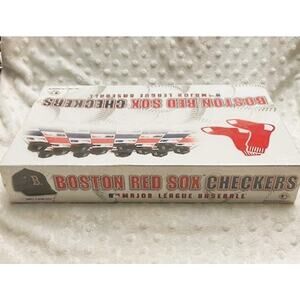 BOSTON RED SOX CHECKERS
MAJOR LEAGUE BASEBALL
B
BOSTON RED SOX CHECKERS
MAJOR LEAGUE BASEBALL